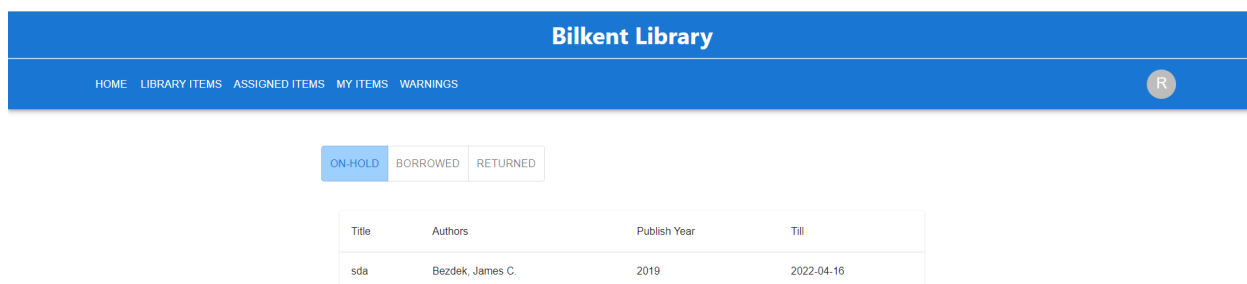 Bilkent Library
HOME LIBRARY ITEMS ASSIGNED ITEMS MY ITEMS WARNINGS R
ON-HOLD BORROWED RETURNED
Title Authors Publish Year Till
sda Bezdek, James C. 2019 2022-04-16